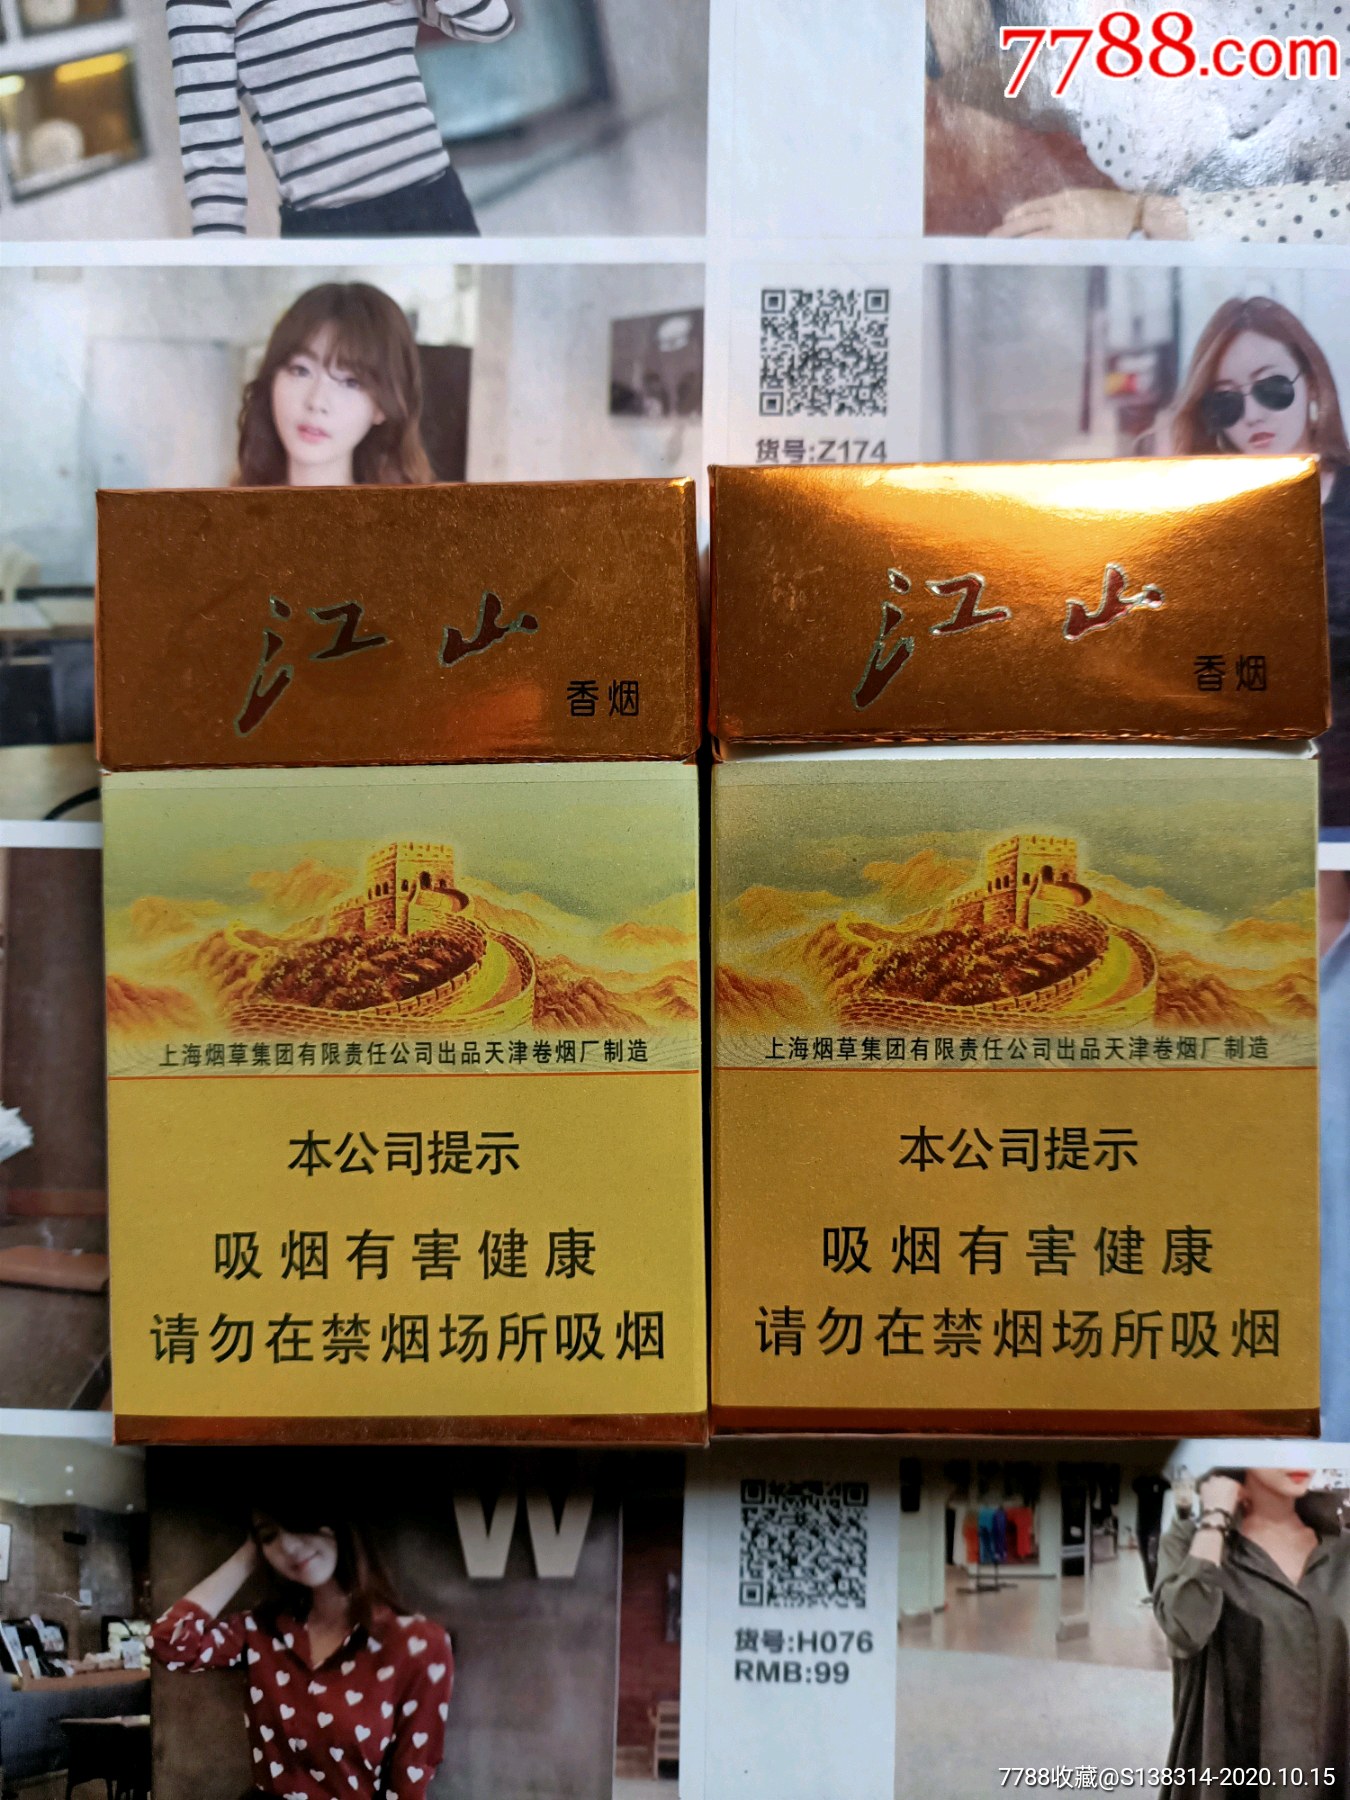 7788.com
货号:Z174
江山
香烟
江山
香烟
上海烟草集团有限责任公司出品天津卷烟厂制造
本公司提示
吸烟有害健康
请勿在禁烟场所吸烟
上海烟草集团有限责任公司出品天津卷烟厂制造
本公司提示
吸烟有害健康
请勿在禁烟场所吸烟
W
货号:H076
RMB:99
7788收藏@S138314-2020.10.15